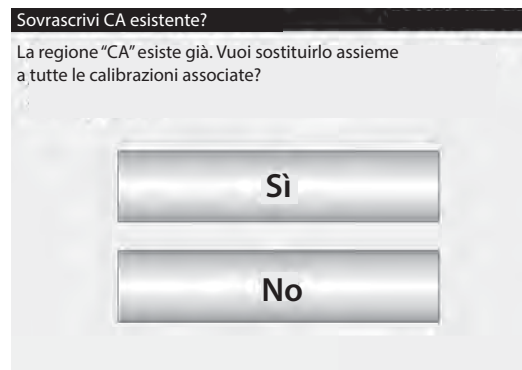 Sovrascrivi CA esistente?
La regione “CA” esiste già. Vuoi sostituirlo assieme
a tutte le calibrazioni associate?
Sì
No